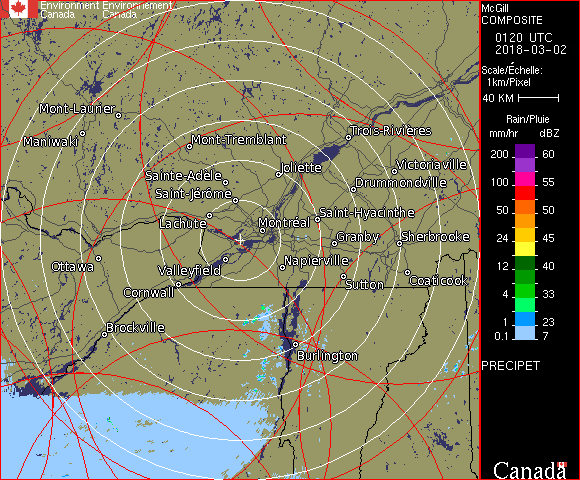 Environment Environnement
Canada Canada
McGill
COMPOSITE
0120 UTC
2018-03-02
Scale/Échelle:
1km/Pixel
40 KM
Rain/Pluie
mm/hr dBZ
200 60
100 55
50 50
24 45
12 40
4 33
1 23
0.1 7
PRECIPET
Canada
Mont-Laurier
Maniwaki
Mont-Tremblant
Trois-Rivières
Joliette
Victoriaville
Sainte-Adèle
Drummondville
Saint-Jérôme
Saint-Hyacinthe
Lachute
Montréal
Granby
Sherbrooke
Ottawa
Valleyfield
Napierville
Cornwall
Sutton
Coaticook
Brockville
Burlington